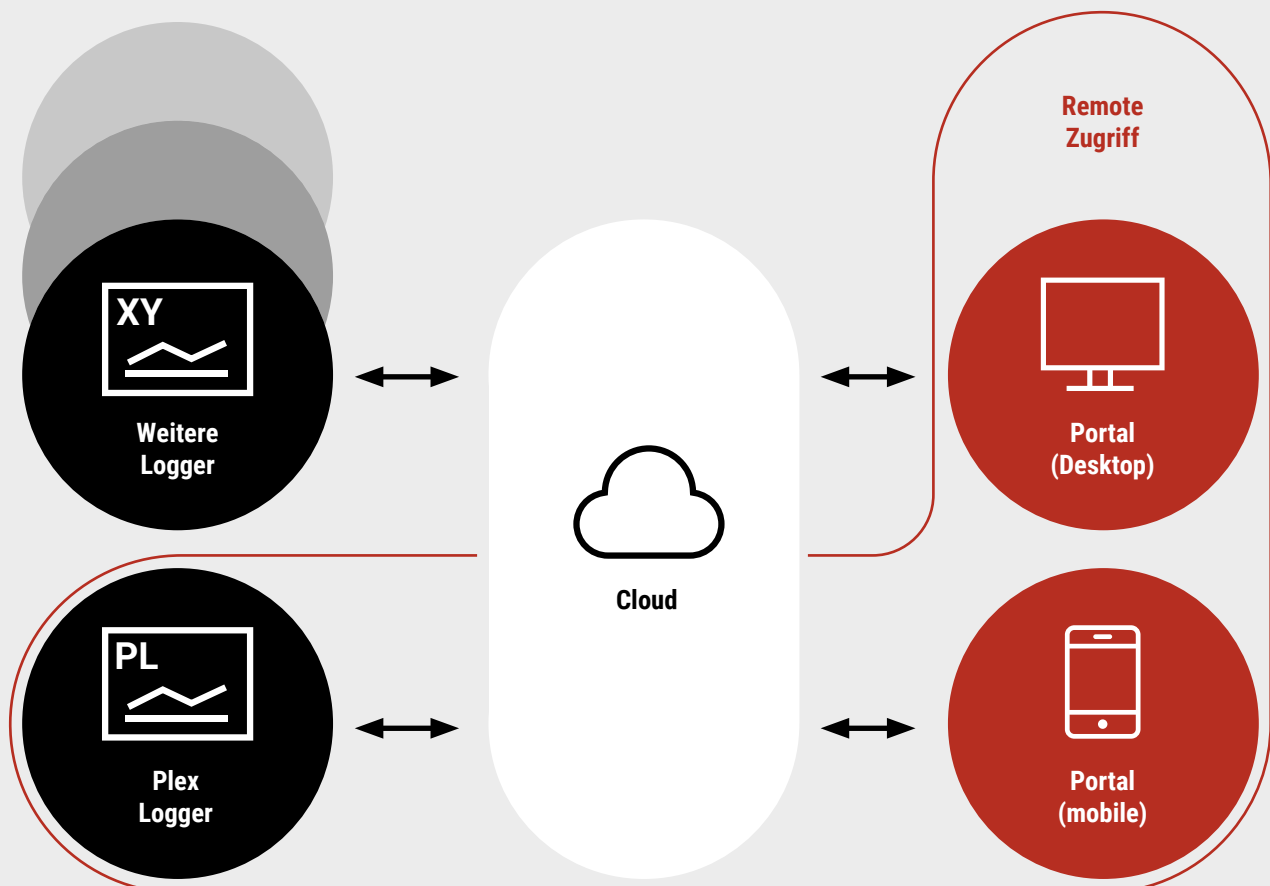 Remote
Zugriff
XY
Weitere
Logger
Portal
(Desktop)
Cloud
PL
Plex
Logger
Portal
(mobile)